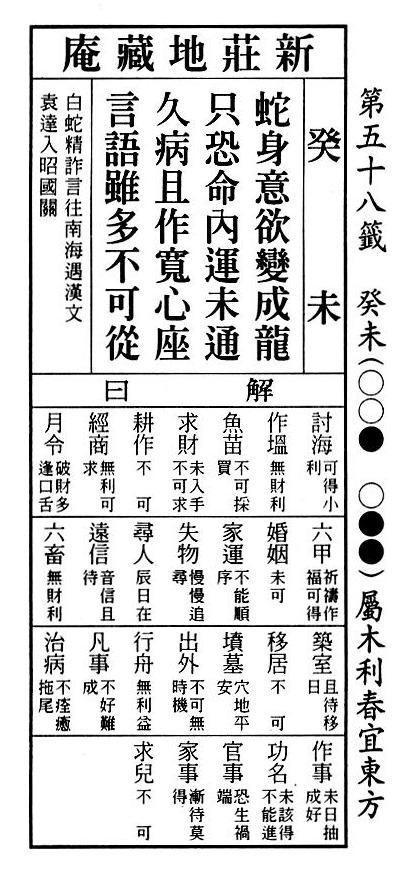 第五十八籤　癸未(○○●　○●●)屬木利春宜東方
新莊地藏庵
癸未
蛇身意欲變成龍
只恐命內運未通
久病且作寬心座
言語雖多不可從
白蛇精詐言往南海遇漢文
袁達入昭國關
解曰
討海 可得小利
作塭 無財利
魚苗 不可採買
求財 未入手不可求
耕作 不可
經商 無利可求
月令 破財多逢口舌
六甲 祈禱作福可得
婚姻 未可
家運 不能順序
失物 慢慢追尋
尋人 辰日在
遠信 音信且待
六畜 無財利
築室 且待移日
移居 不可
墳墓 穴地平安
出外 不可無時機
行舟 無利益
凡事 不好難成
治病 不痊癒拖尾
作事 未日抽成好
功名 未該得不能進
官事 恐生禍端
家事 漸待莫得
求兒 不可